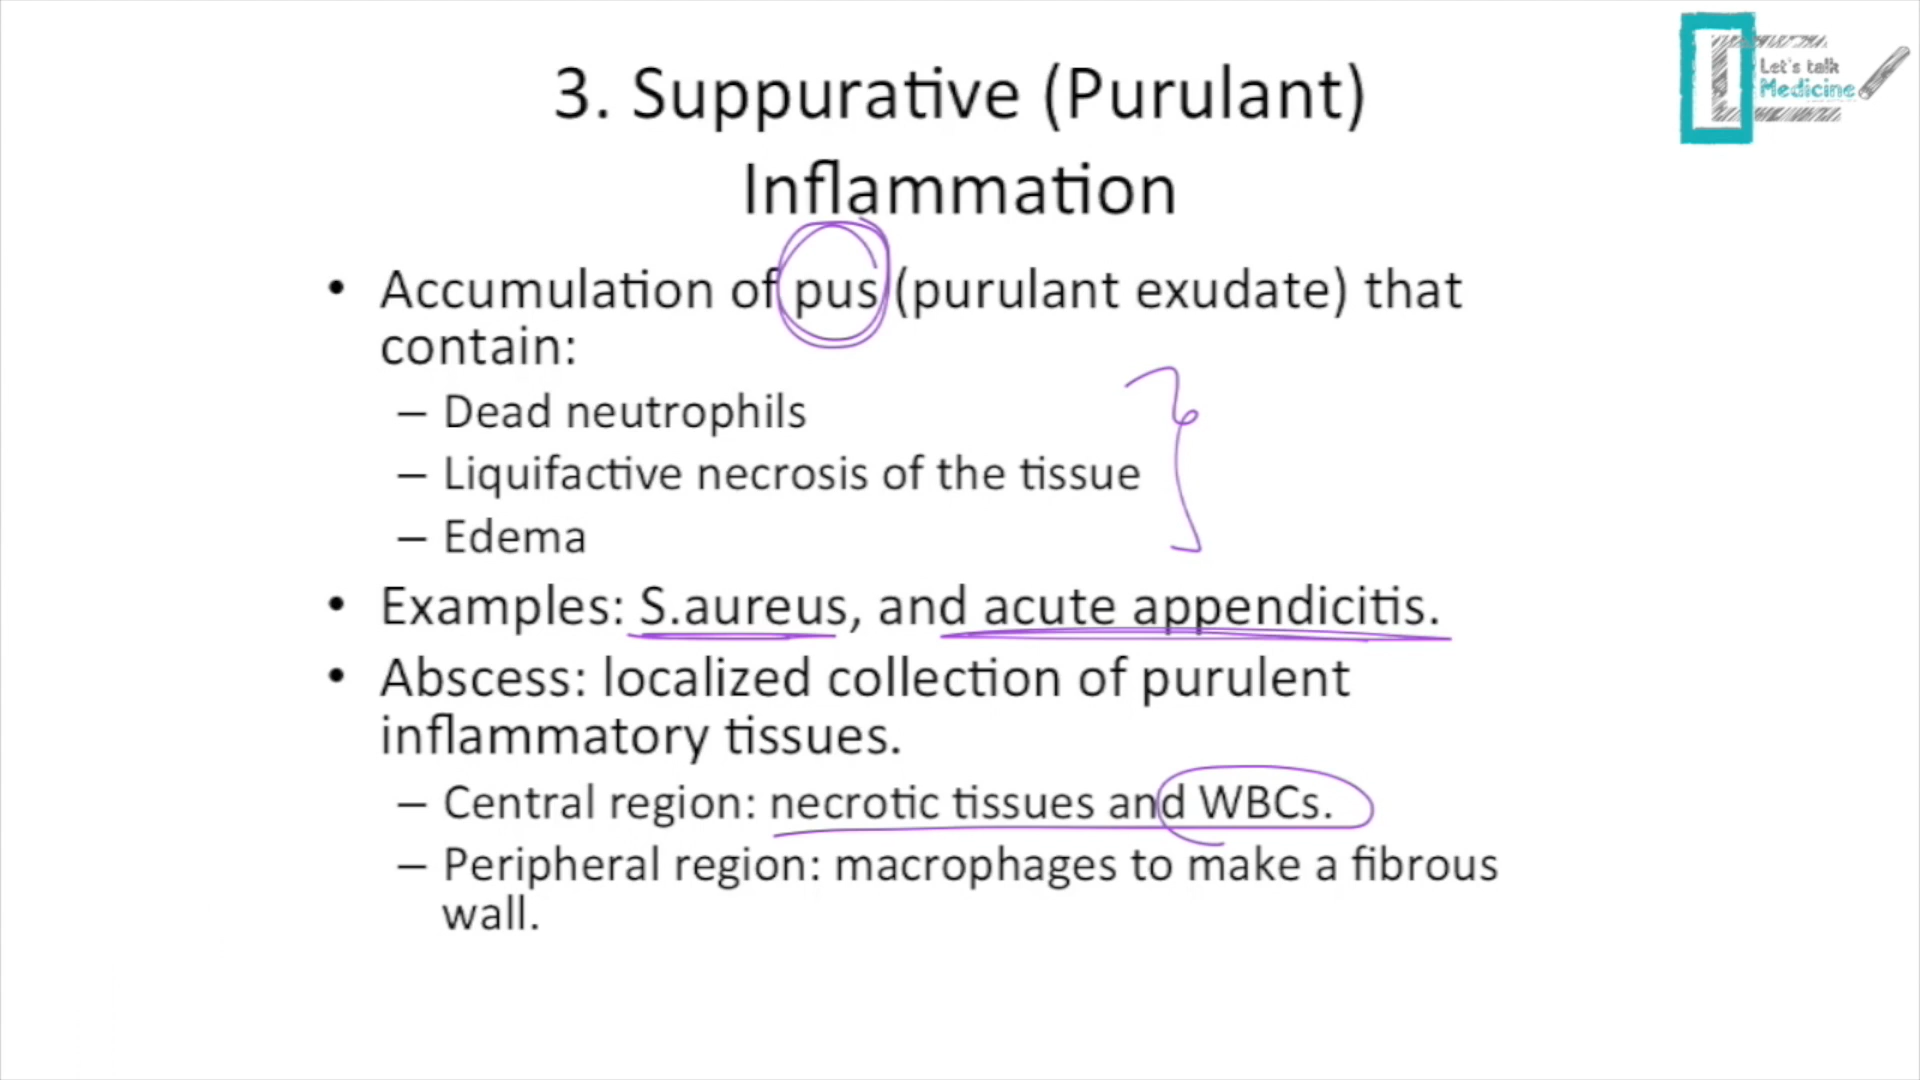 Let's talk
Medicine
3. Suppurative (Purulant)
Inflammation
• Accumulation of pus (purulant exudate) that
contain:
– Dead neutrophils
– Liquifactive necrosis of the tissue
– Edema
• Examples: S.aureus, and acute appendicitis.
• Abscess: localized collection of purulent
inflammatory tissues.
– Central region: necrotic tissues and WBCs.
– Peripheral region: macrophages to make a fibrous
wall.